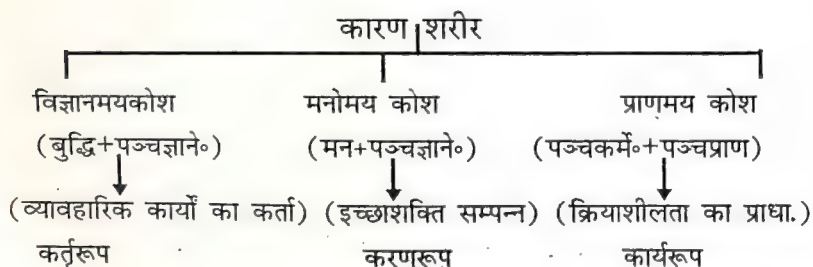 कारण शरीर
विज्ञानमयकोश मनोमय कोश प्राणमय कोश
(बुद्धि+पञ्चज्ञाने०) (मन+पञ्चज्ञाने०) (पञ्चकर्मे०+पञ्चप्राण)
(व्यावहारिक कार्यों का कर्ता) (इच्छाशक्ति सम्पन्न) (क्रियाशीलता का प्राधा.)
कर्तृरूप करणरूप कार्यरूप